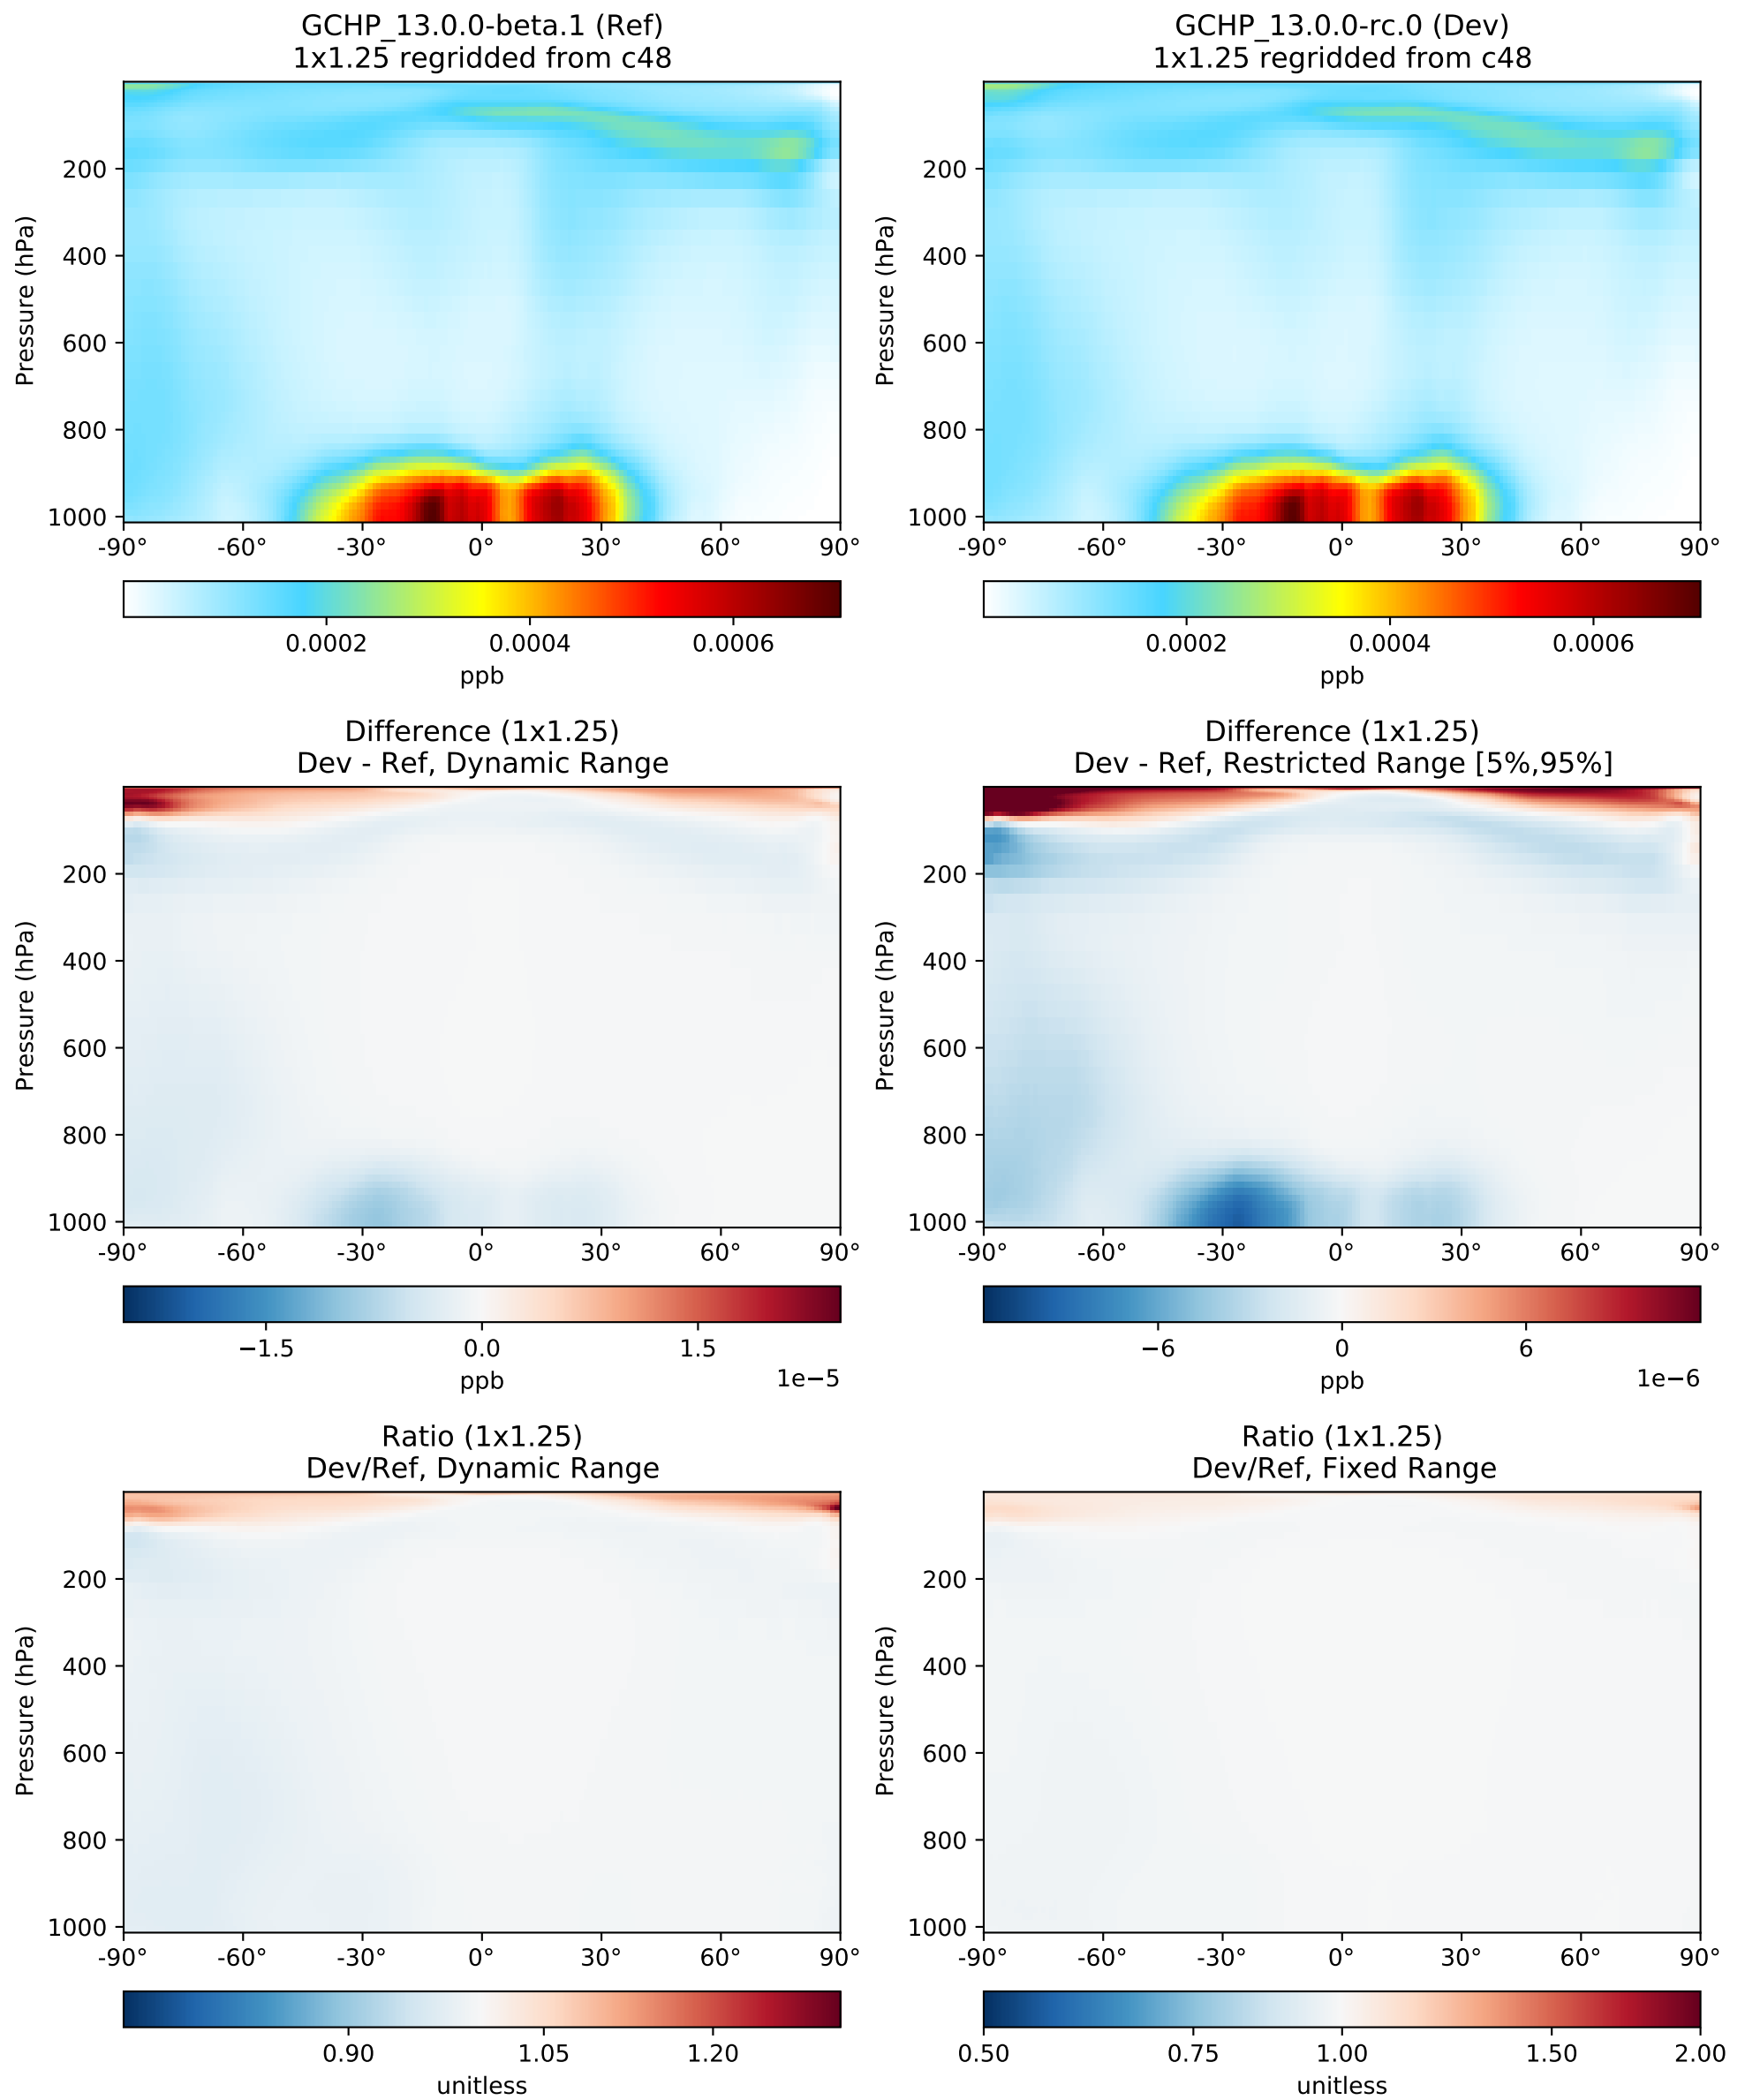 GCHP_13.0.0-beta.1 (Ref)
1x1.25 regridded from c48
Pressure (hPa)
200
400
600
800
1000
-90° -60° -30° 0° 30° 60° 90°
0.0002 0.0004 0.0006
ppb
GCHP_13.0.0-rc.0 (Dev)
1x1.25 regridded from c48
Pressure (hPa)
200
400
600
800
1000
-90° -60° -30° 0° 30° 60° 90°
0.0002 0.0004 0.0006
ppb
Difference (1x1.25)
Dev - Ref, Dynamic Range
Pressure (hPa)
200
400
600
800
1000
-90° -60° -30° 0° 30° 60° 90°
−1.5 0.0 1.5
ppb 1e−5
Difference (1x1.25)
Dev - Ref, Restricted Range [5%,95%]
Pressure (hPa)
200
400
600
800
1000
-90° -60° -30° 0° 30° 60° 90°
−6 0 6
ppb 1e−6
Ratio (1x1.25)
Dev/Ref, Dynamic Range
Pressure (hPa)
200
400
600
800
1000
-90° -60° -30° 0° 30° 60° 90°
0.90 1.05 1.20
unitless
Ratio (1x1.25)
Dev/Ref, Fixed Range
Pressure (hPa)
200
400
600
800
1000
-90° -60° -30° 0° 30° 60° 90°
0.50 0.75 1.00 1.50 2.00
unitless